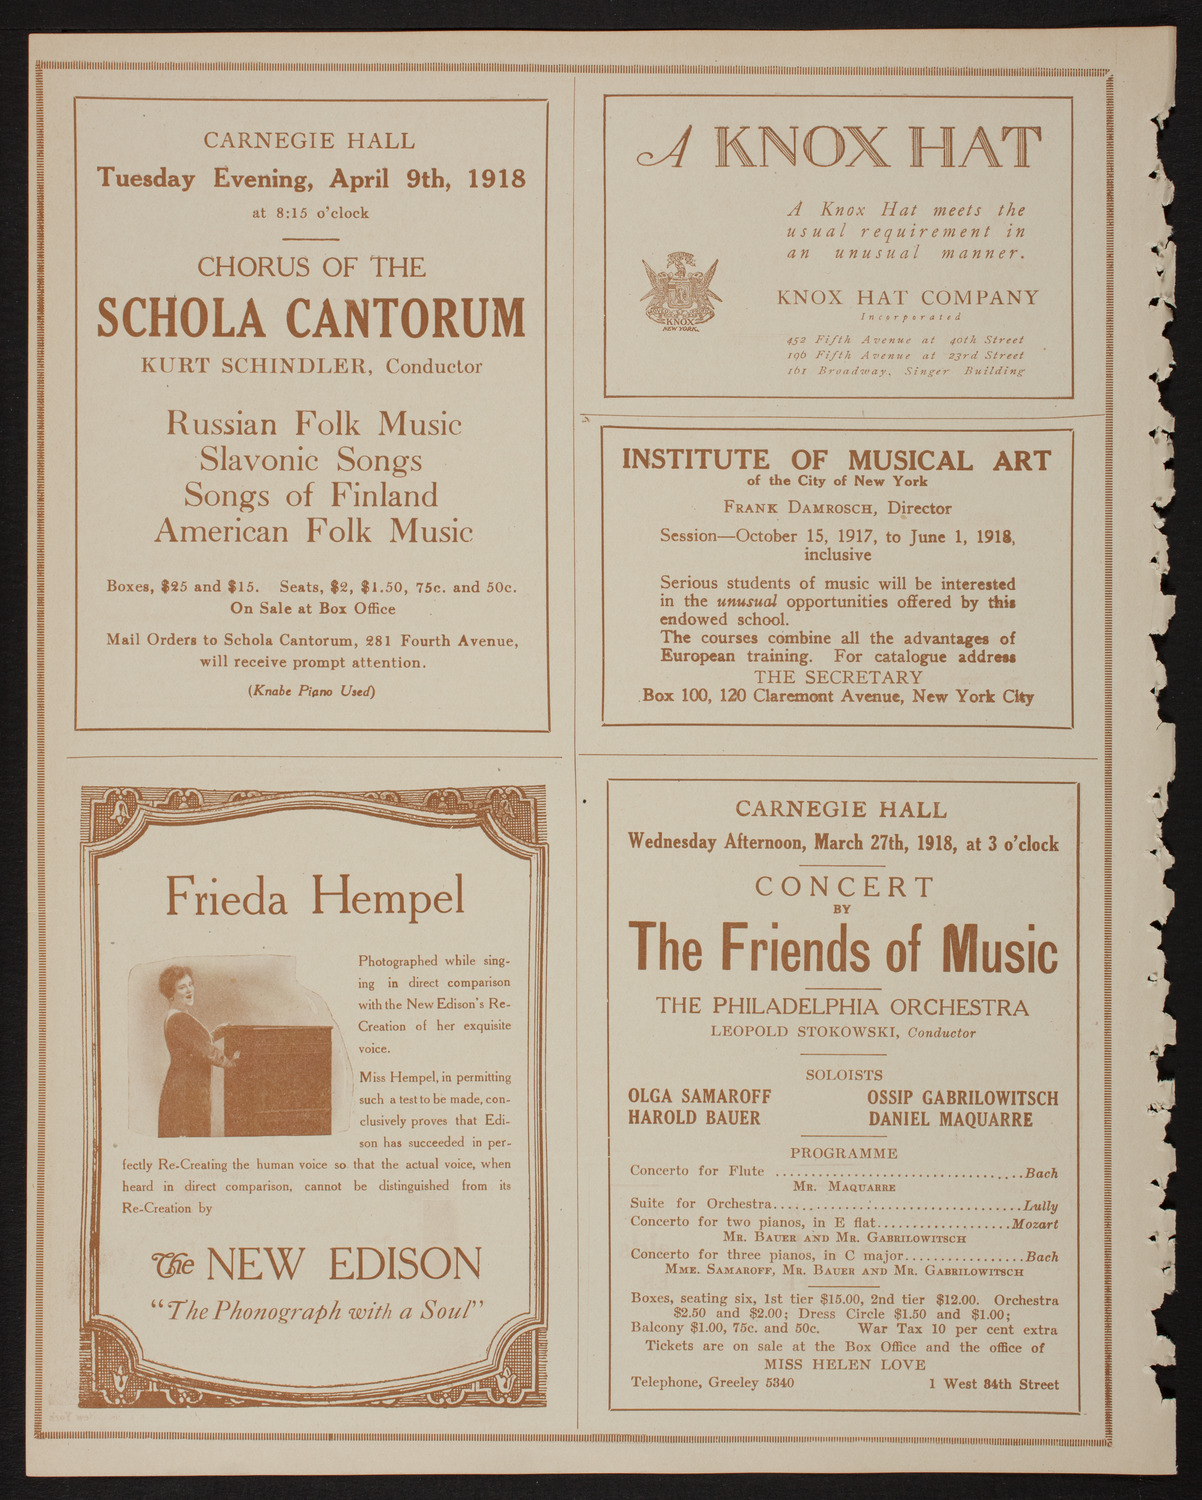 CARNEGIE HALL
Tuesday Evening, April 9th, 1918
at 8:15 o'clock
CHORUS OF THE
SCHOLA CANTORUM
KURT SCHINDLER, Conductor
Russian Folk Music
Slavonic Songs
Songs of Finland
American Folk Music
Boxes, $25 and $15. Seats, $2, $1.50, 75c. and 50c.
On Sale at Box Office
Mail Orders to Schola Cantorum, 281 Fourth Avenue,
will receive prompt attention.
(Knabe Piano Used)
Frieda Hempel
Photographed while sing-
ing in direct comparison
with the New Edison's Re-
Creation of her exquisite
voice.
Miss Hempel, in permitting
such a test to be made, con-
clusively proves that Edi-
son has succeeded in per-
fectly Re-Creating the human voice so that the actual voice, when
heard in direct comparison, cannot be distinguished from its
Re-Creation by
The NEW EDISON
"The Phonograph with a Soul"
A KNOX HAT
A Knox Hat meets the
usual requirement in
an unusual manner.
KNOX
NEW YORK
KNOX HAT COMPANY
Incorporated
452 Fifth Avenue at 40th Street
196 Fifth Avenue at 23rd Street
161 Broadway, Singer Building
INSTITUTE OF MUSICAL ART
of the City of New York
FRANK DAMROSCH, Director
Session—October 15, 1917, to June 1, 1918,
inclusive
Serious students of music will be interested
in the unusual opportunities offered by this
endowed school.
The courses combine all the advantages of
European training. For catalogue address
THE SECRETARY
Box 100, 120 Claremont Avenue, New York City
CARNEGIE HALL
Wednesday Afternoon, March 27th, 1918, at 3 o'clock
CONCERT
BY
The Friends of Music
THE PHILADELPHIA ORCHESTRA
LEOPOLD STOKOWSKI, Conductor
SOLOISTS
OLGA SAMAROFF OSSIP GABRILOWITSCH
HAROLD BAUER DANIEL MAQUARRE
PROGRAMME
Concerto for Flute ..................................Bach
MR. MAQUARRE
Suite for Orchestra..................................Lully
Concerto for two pianos, in E flat...................Mozart
MR. BAUER AND MR. GABRILOWITSCH
Concerto for three pianos, in C major.................Bach
MME. SAMAROFF, MR. BAUER AND MR. GABRILOWITSCH
Boxes, seating six, 1st tier $15.00, 2nd tier $12.00. Orchestra
$2.50 and $2.00; Dress Circle $1.50 and $1.00;
Balcony $1.00, 75c. and 50c. War Tax 10 per cent extra
Tickets are on sale at the Box Office and the office of
MISS HELEN LOVE
Telephone, Greeley 5340 1 West 34th Street